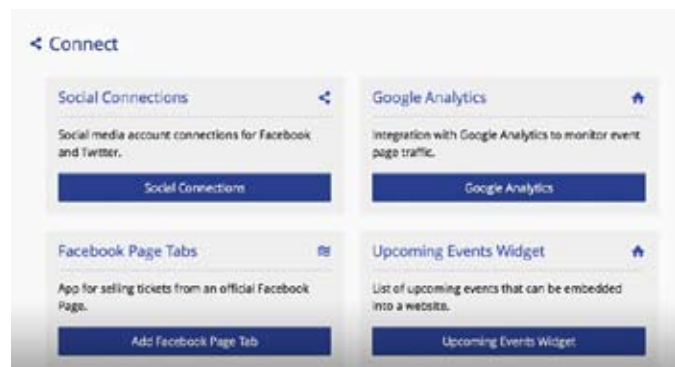 Connect
Social Connections
Social media account connections for Facebook
and Twitter.
Social Connections
Google Analytics
Integration with Google Analytics to monitor event
page traffic.
Google Analytics
Facebook Page Tabs
App for selling tickets from an official Facebook
Page.
Add Facebook Page Tab
Upcoming Events Widget
List of upcoming events that can be embedded
into a website.
Upcoming Events Widget